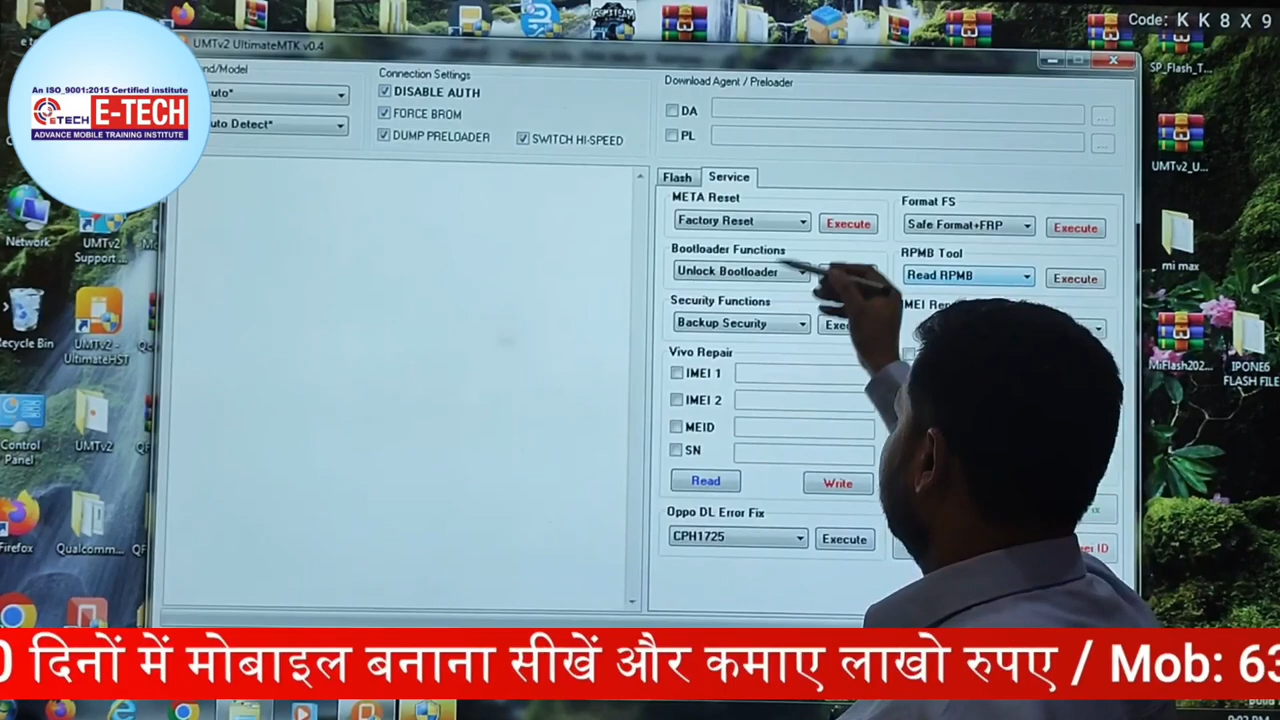 Code: K K 8 X 9
An ISO_9001:2015 Certified institute
ETECH E-TECH
ADVANCE MOBILE TRAINING INSTITUTE
UMTv2 UltimateMTK v0.4
Connection Settings
DISABLE AUTH
FORCE BROM
DUMP PRELOADER
SWITCH HI-SPEED
Download Agent / Preloader
DA
PL
Flash
Service
META Reset
Factory Reset
Execute
Format FS
Safe Format+FRP
Execute
Bootloader Functions
Unlock Bootloader
RPMB Tool
Read RPMB
Execute
Security Functions
Backup Security
Vivo Repair
IMEI 1
IMEI 2
MEID
SN
Read
Write
Oppo DL Error Fix
CPH1725
Execute
Network
UMTv2
Support ...
Recycle Bin
UMTv2 -
UltimateHST
Control
Panel
UMTv2
Firefox
Qualcomm...
SP_Flash_T...
UMTv2_U...
mi max
MiFlash202...
IPONE6
FLASH FILE
दिनों में मोबाइल बनाना सीखें और कमाए लाखो रुपए / Mob: 63